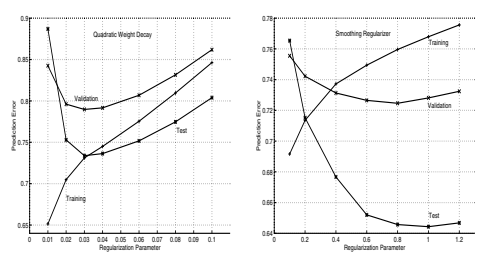 Quadratic Weight Decay
Prediction Error
0.9
0.85
0.8
0.75
0.7
0.65
Validation
Test
Training
0 0.01 0.02 0.03 0.04 0.05 0.06 0.07 0.08 0.09 0.1
Regularization Parameter
Smoothing Regularizer
Prediction Error
0.78
0.76
0.74
0.72
0.7
0.68
0.66
0.64
Training
Validation
Test
0 0.2 0.4 0.6 0.8 1 1.2
Regularization Parameter